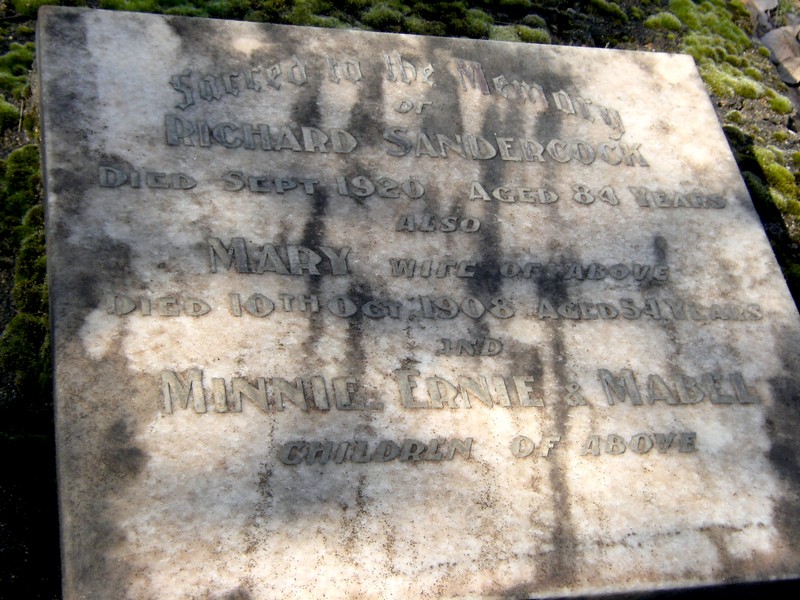 Sacred to the Memory
OF
RICHARD SANDERCOCK
DIED SEPT 1920 AGED 84 YEARS
ALSO
MARY WIFE OF ABOVE
DIED 10TH OCT. 1908 AGED 54 YEARS
AND
MINNIE, ERNIE & MABEL
CHILDREN OF ABOVE